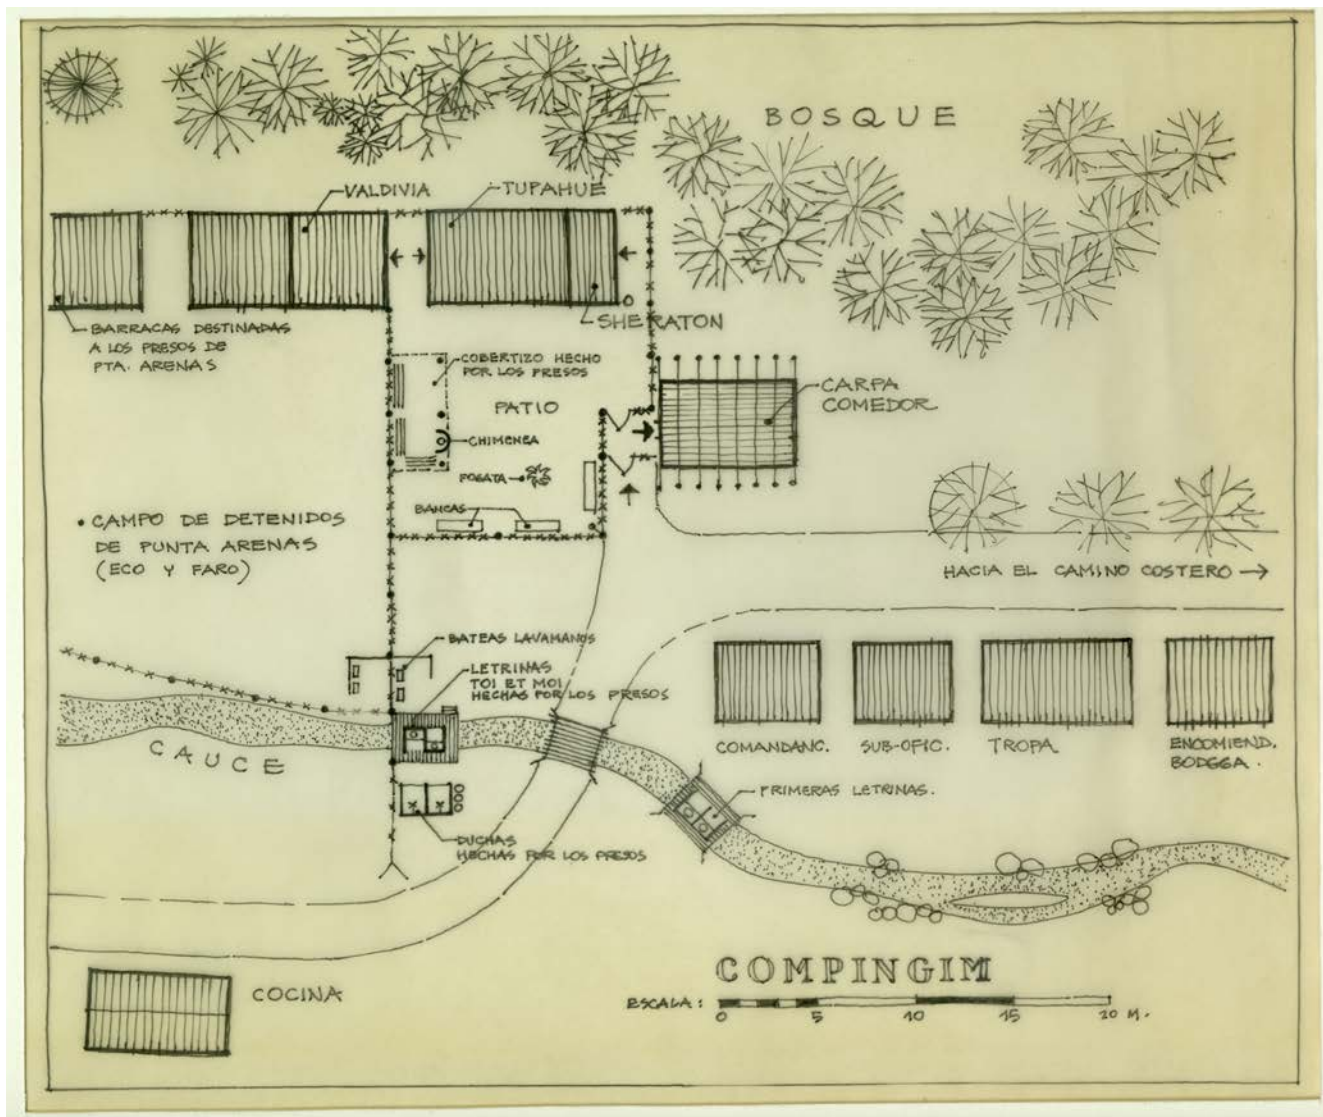 BOSQUE
VALDIVIA
TUPAHUE
SHERATON
BARRACAS DESTINADAS
A LOS PRESOS DE
PTA. ARENAS
COBERTIZO HECHO
POR LOS PRESOS
PATIO
CARPA
COMEDOR
CHIMENEA
FOGATA
BANCAS
• CAMPO DE DETENIDOS
DE PUNTA ARENAS
(ECO Y FARO)
HACIA EL CAMINO COSTERO →
BATEAS LAVAMANOS
LETRINAS
TOI ET MOI
HECHAS POR LOS PRESOS
CAUCE
COMANDANC.
SUB-OFIC.
TROPA
ENCOMIEND.
BODEGA.
PRIMERAS LETRINAS.
DUCHAS
HECHAS POR LOS PRESOS
COMPINGIM
COCINA
ESCALA:
0 5 10 15 20 M.